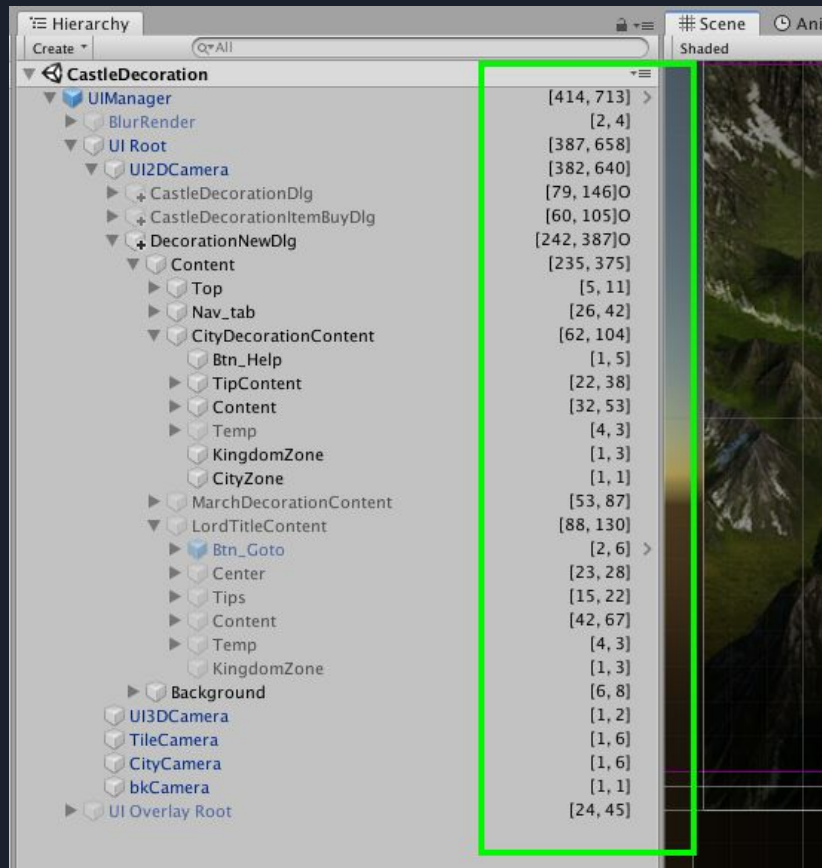 Hierarchy
# Scene Ani
Create All
Shaded
CastleDecoration
UIManager [414, 713]
BlurRender [2, 4]
UI Root [387, 658]
UI2DCamera [382, 640]
CastleDecorationDlg [79, 146]O
CastleDecorationItemBuyDlg [60, 105]O
DecorationNewDlg [242, 387]O
Content [235, 375]
Top [5, 11]
Nav_tab [26, 42]
CityDecorationContent [62, 104]
Btn_Help [1, 5]
TipContent [22, 38]
Content [32, 53]
Temp [4, 3]
KingdomZone [1, 3]
CityZone [1, 1]
MarchDecorationContent [53, 87]
LordTitleContent [88, 130]
Btn_Goto [2, 6]
Center [23, 28]
Tips [15, 22]
Content [42, 67]
Temp [4, 3]
KingdomZone [1, 3]
Background [6, 8]
UI3DCamera [1, 2]
TileCamera [1, 6]
CityCamera [1, 6]
bkCamera [1, 1]
UI Overlay Root [24, 45]